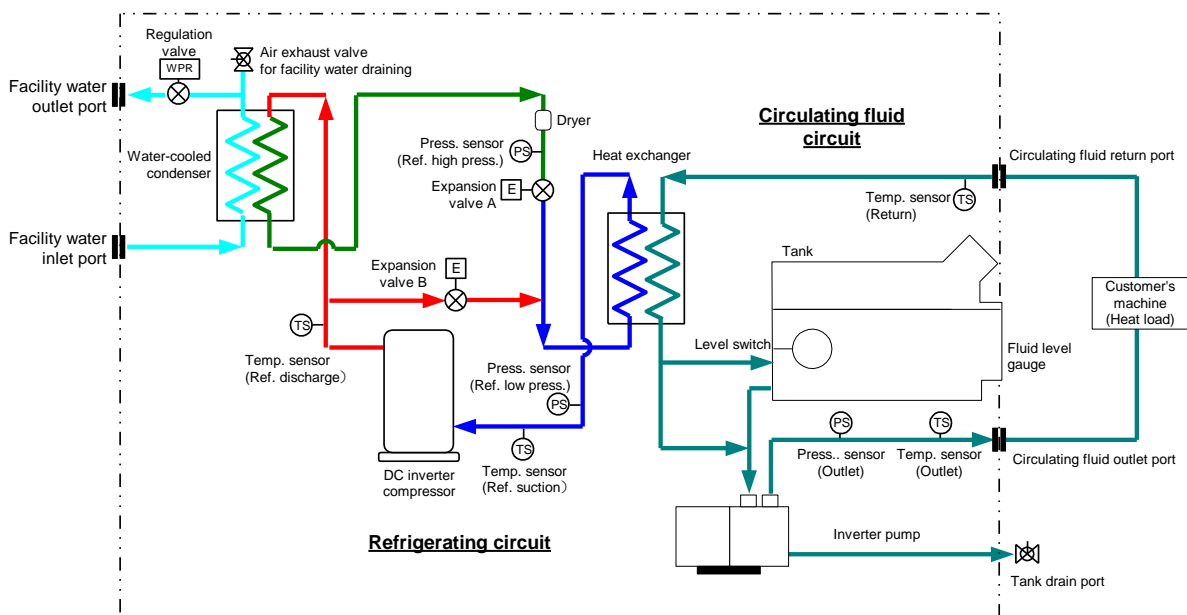 Regulation
valve
WPR
Air exhaust valve
for facility water draining
Facility water
outlet port
Water-cooled
condenser
Facility water
inlet port
Dryer
Press. sensor
(Ref. high press.)
PS
Expansion
valve A
E
Expansion
valve B
E
TS
Temp. sensor
(Ref. discharge）
DC inverter
compressor
Press. sensor
(Ref. low press.)
PS
TS
Temp. sensor
(Ref. suction）
Refrigerating circuit
Heat exchanger
Circulating fluid
circuit
Circulating fluid return port
Temp. sensor
(Return)
TS
Tank
Level switch
Customer's
machine
(Heat load)
Fluid level
gauge
PS
Press.. sensor
(Outlet)
TS
Temp. sensor
(Outlet)
Circulating fluid outlet port
Inverter pump
Tank drain port